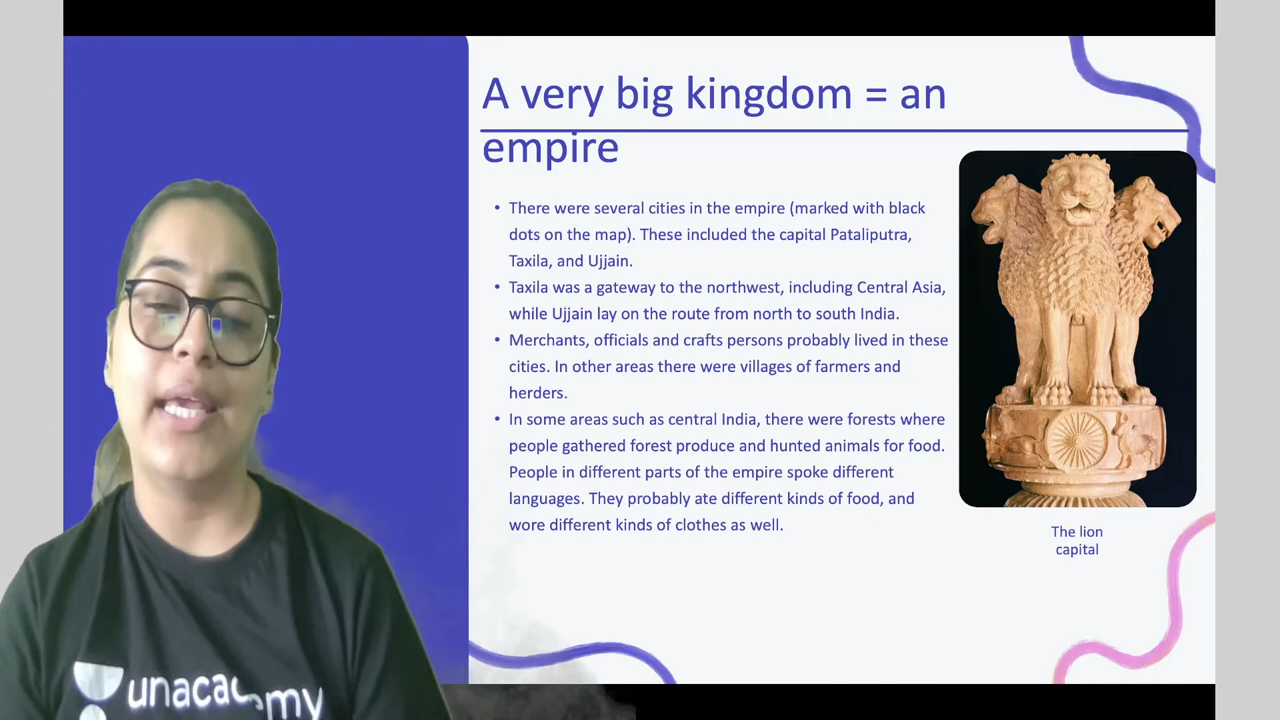 A very big kingdom = an
empire
• There were several cities in the empire (marked with black
dots on the map). These included the capital Pataliputra,
Taxila, and Ujjain.
• Taxila was a gateway to the northwest, including Central Asia,
while Ujjain lay on the route from north to south India.
• Merchants, officials and crafts persons probably lived in these
cities. In other areas there were villages of farmers and
herders.
• In some areas such as central India, there were forests where
people gathered forest produce and hunted animals for food.
People in different parts of the empire spoke different
languages. They probably ate different kinds of food, and
wore different kinds of clothes as well.
The lion
capital
unacademy